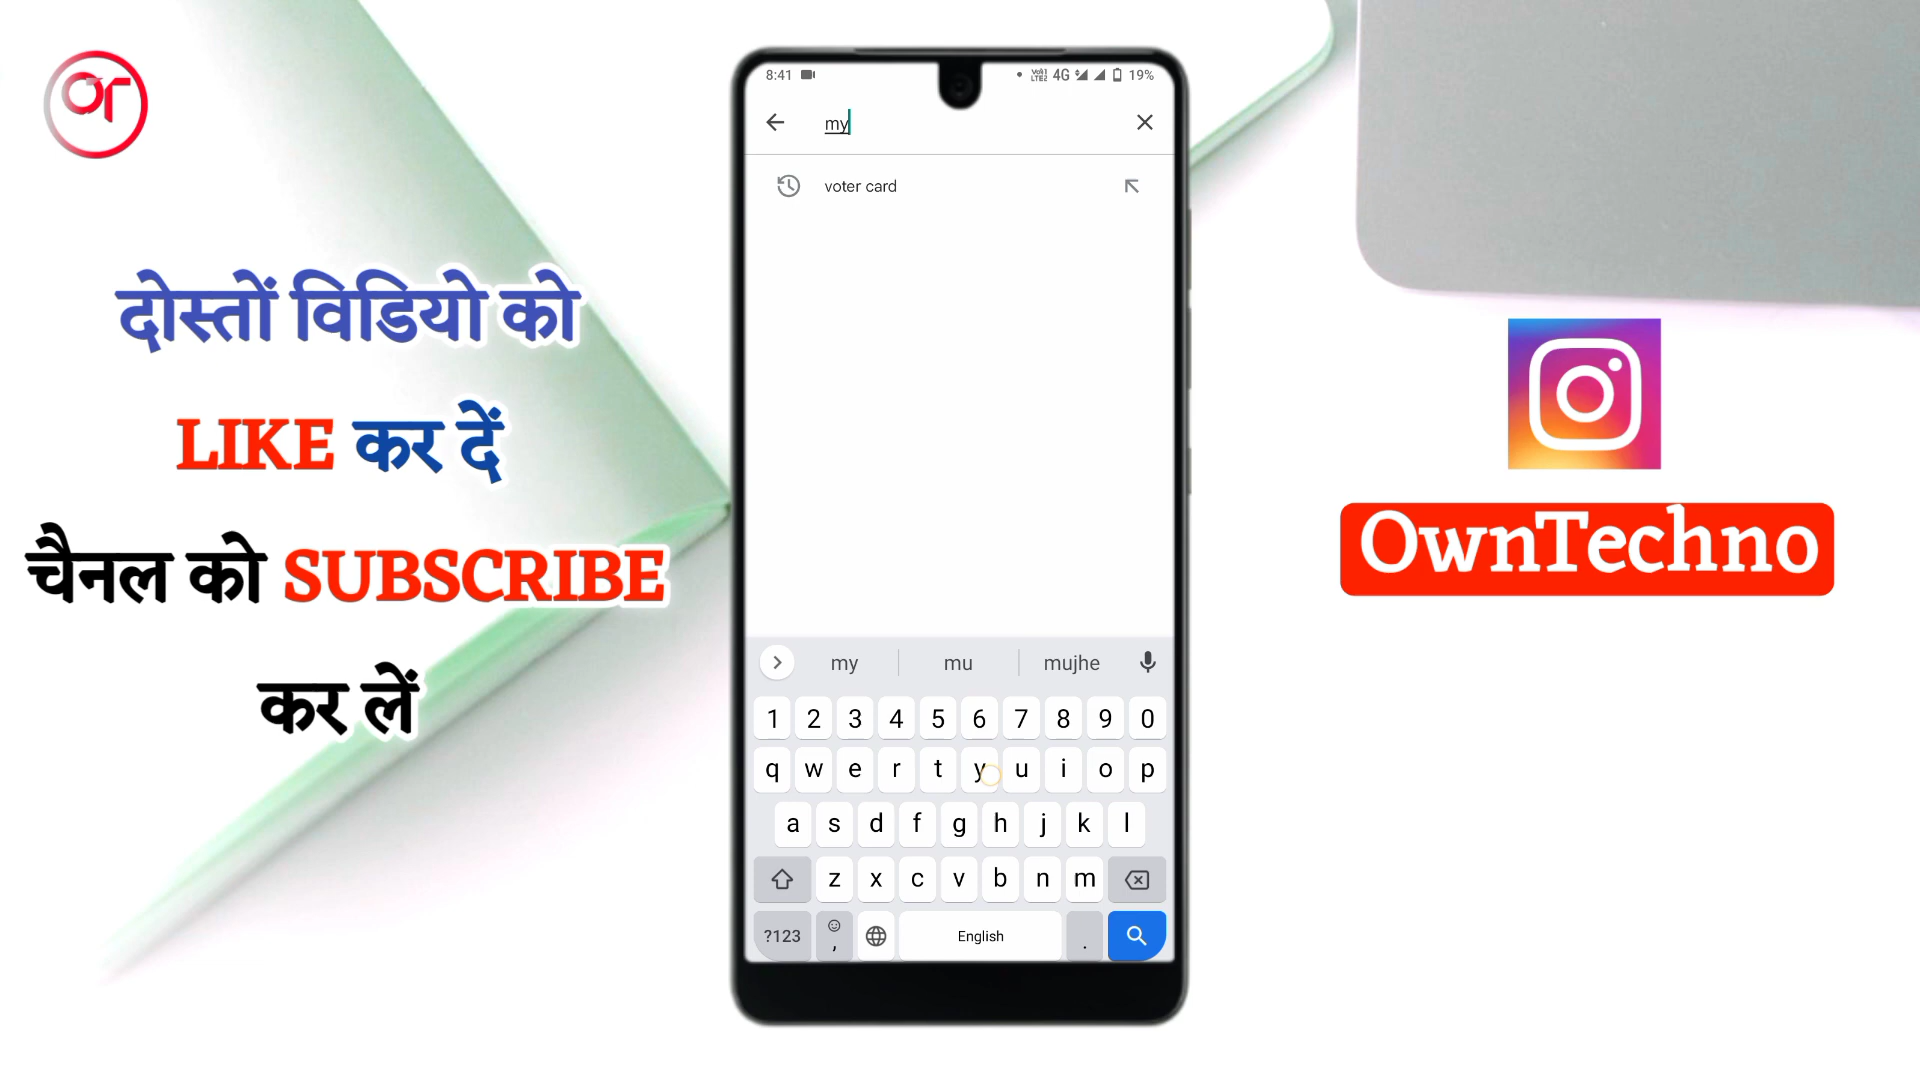 OT
दोस्तों विडियो को
LIKE कर दें
चैनल को SUBSCRIBE
कर लें
8:41 4G 19%
my
voter card
my mu mujhe
1 2 3 4 5 6 7 8 9 0
q w e r t y u i o p
a s d f g h j k l
z x c v b n m
?123 , English .
OwnTechno